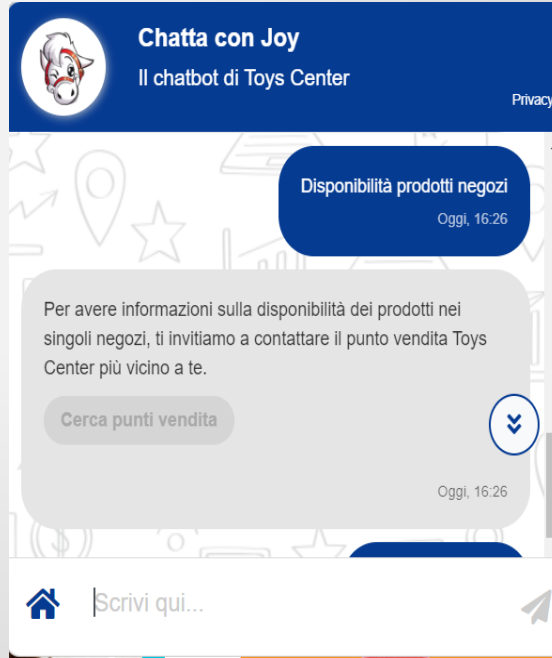 Chatta con Joy
Il chatbot di Toys Center
Privacy
Disponibilità prodotti negozi
Oggi, 16:26
Per avere informazioni sulla disponibilità dei prodotti nei
singoli negozi, ti invitiamo a contattare il punto vendita Toys
Center più vicino a te.
Cerca punti vendita
Oggi, 16:26
Scrivi qui...